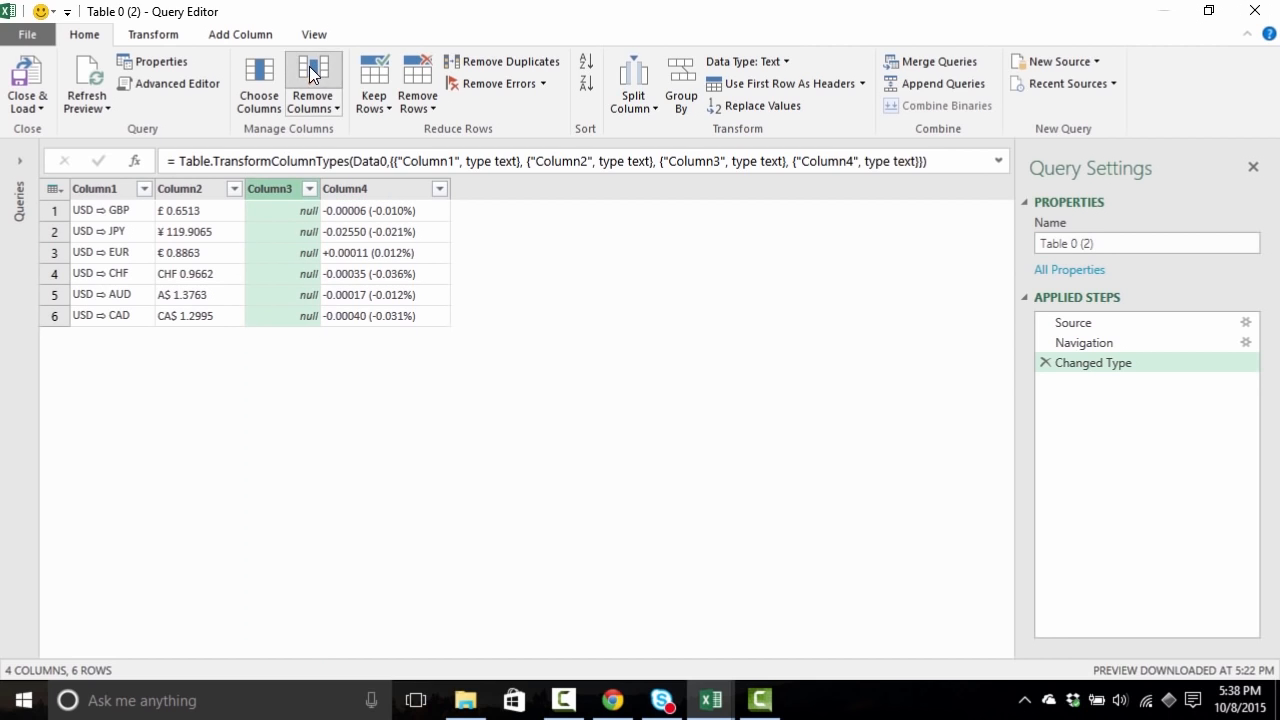 Table 0 (2) - Query Editor
File Home Transform Add Column View
Close & Load
Refresh Preview
Properties
Advanced Editor
Choose Columns
Remove Columns
Keep Rows
Remove Rows
Remove Duplicates
Remove Errors
Split Column
Group By
Data Type: Text
Use First Row As Headers
Replace Values
Merge Queries
Append Queries
Combine Binaries
New Source
Recent Sources
Close Query Manage Columns Reduce Rows Sort Transform Combine New Query
fx = Table.TransformColumnTypes(Data0,{{"Column1", type text}, {"Column2", type text}, {"Column3", type text}, {"Column4", type text}})
Queries
Column1 Column2 Column3 Column4
1 USD ⇨ GBP £ 0.6513 null -0.00006 (-0.010%)
2 USD ⇨ JPY ¥ 119.9065 null -0.02550 (-0.021%)
3 USD ⇨ EUR € 0.8863 null +0.00011 (0.012%)
4 USD ⇨ CHF CHF 0.9662 null -0.00035 (-0.036%)
5 USD ⇨ AUD A$ 1.3763 null -0.00017 (-0.012%)
6 USD ⇨ CAD CA$ 1.2995 null -0.00040 (-0.031%)
Query Settings
PROPERTIES
Name
Table 0 (2)
All Properties
APPLIED STEPS
Source
Navigation
Changed Type
4 COLUMNS, 6 ROWS
PREVIEW DOWNLOADED AT 5:22 PM
Ask me anything
5:38 PM
10/8/2015